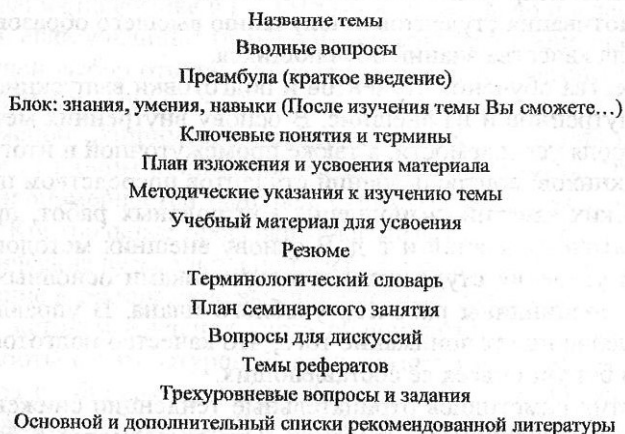 Название темы
Вводные вопросы
Преамбула (краткое введение)
Блок: знания, умения, навыки (После изучения темы Вы сможете…)
Ключевые понятия и термины
План изложения и усвоения материала
Методические указания к изучению темы
Учебный материал для усвоения
Резюме
Терминологический словарь
План семинарского занятия
Вопросы для дискуссий
Темы рефератов
Трехуровневые вопросы и задания
Основной и дополнительный списки рекомендованной литературы